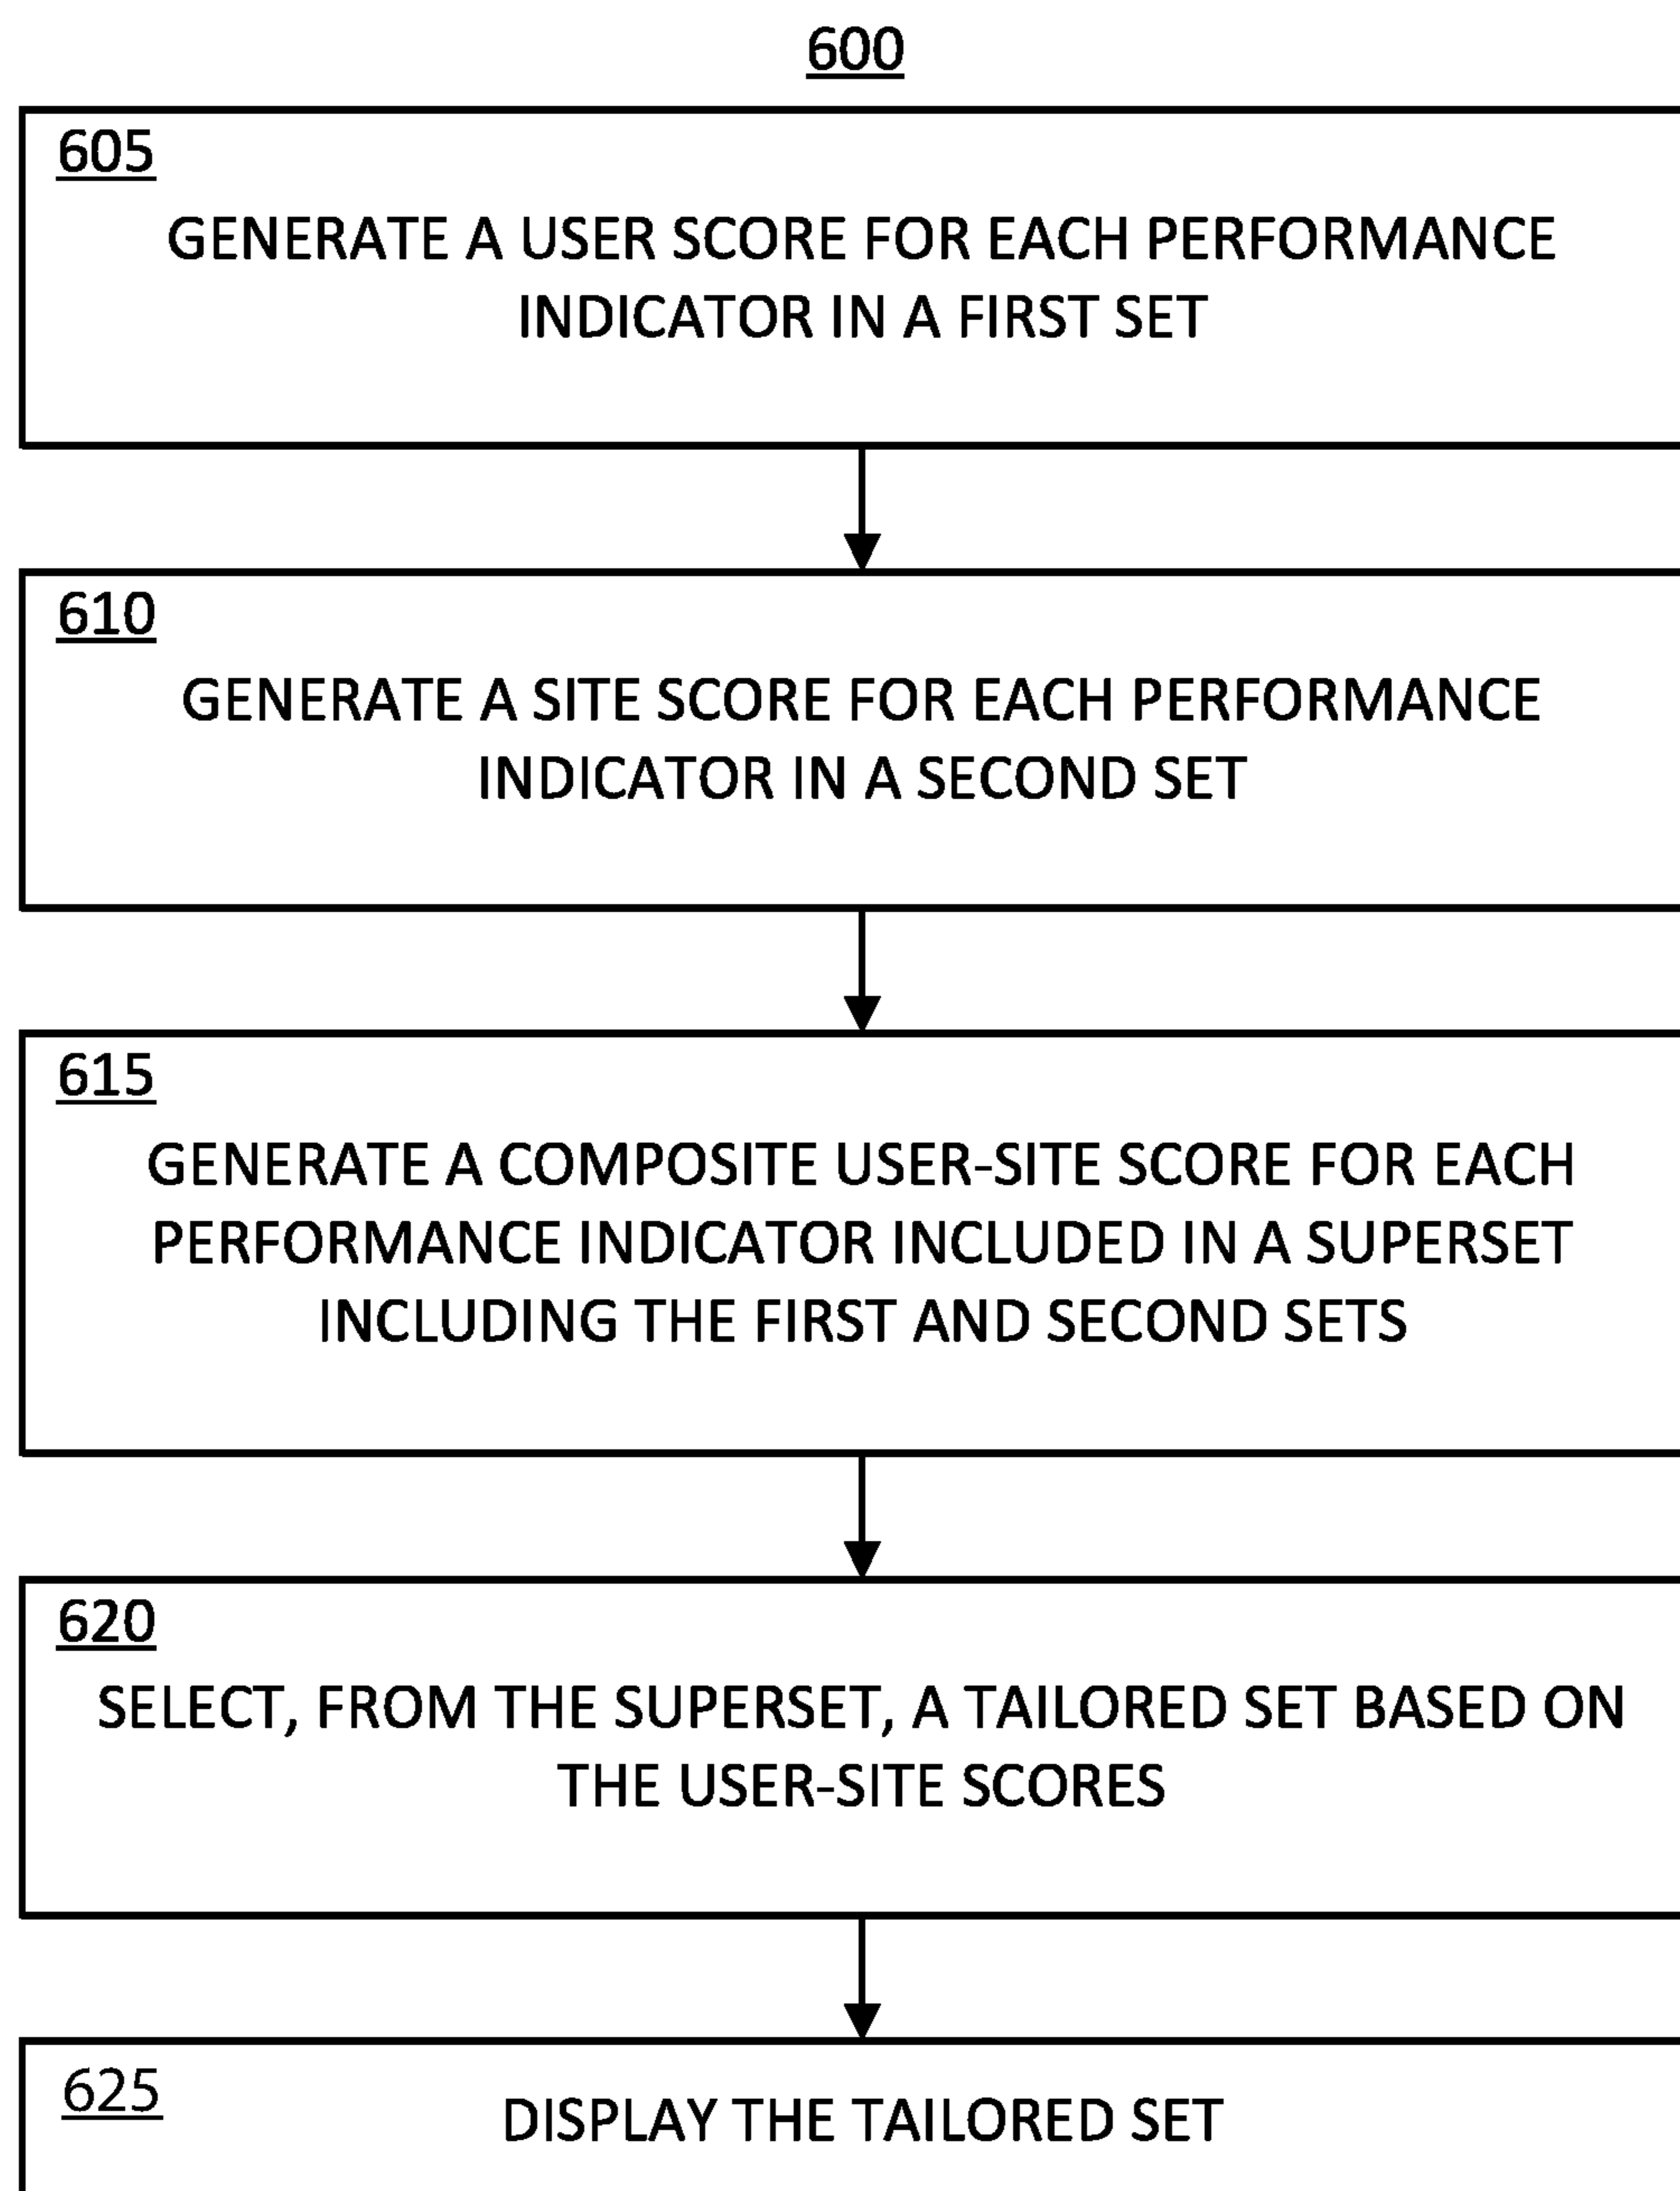 600
605
GENERATE A USER SCORE FOR EACH PERFORMANCE
INDICATOR IN A FIRST SET
610
GENERATE A SITE SCORE FOR EACH PERFORMANCE
INDICATOR IN A SECOND SET
615
GENERATE A COMPOSITE USER-SITE SCORE FOR EACH
PERFORMANCE INDICATOR INCLUDED IN A SUPERSET
INCLUDING THE FIRST AND SECOND SETS
620
SELECT, FROM THE SUPERSET, A TAILORED SET BASED ON
THE USER-SITE SCORES
625
DISPLAY THE TAILORED SET